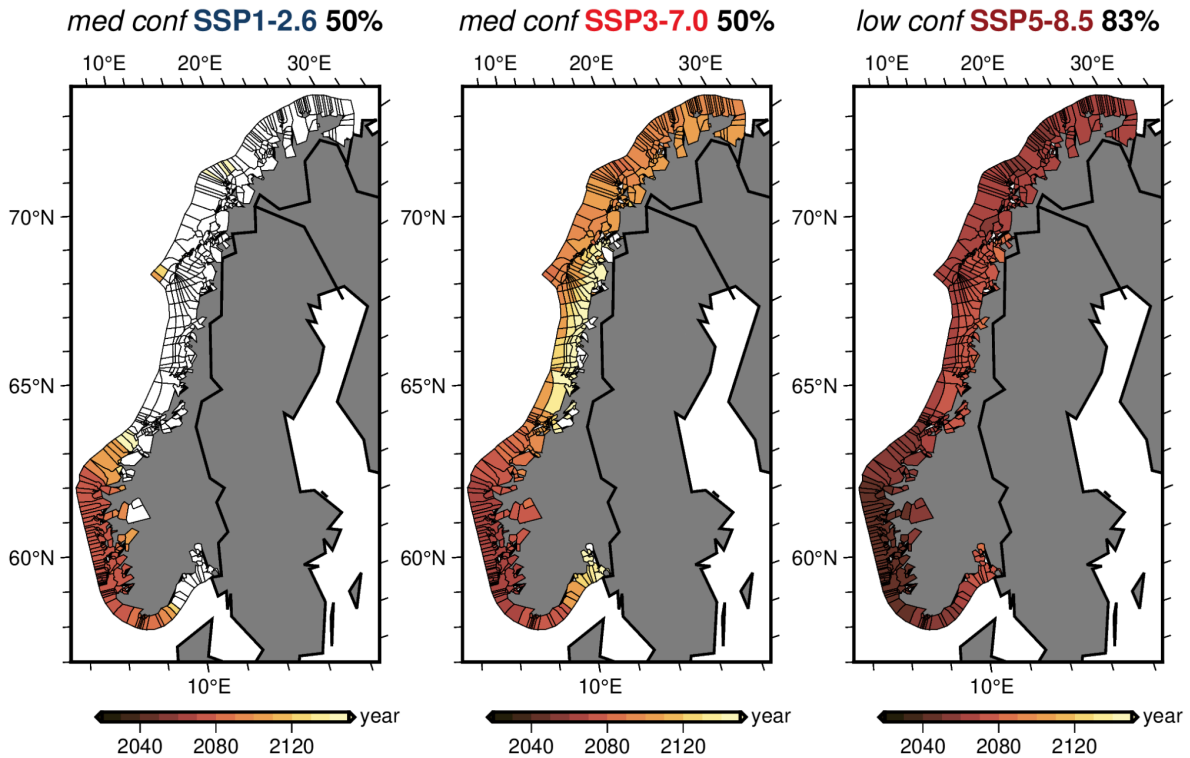 med conf SSP1-2.6 50%
med conf SSP3-7.0 50%
low conf SSP5-8.5 83%
10°E 20°E 30°E
10°E 20°E 30°E
10°E 20°E 30°E
70°N
70°N
70°N
65°N
65°N
65°N
60°N
60°N
60°N
10°E
10°E
10°E
year
year
year
2040 2080 2120
2040 2080 2120
2040 2080 2120